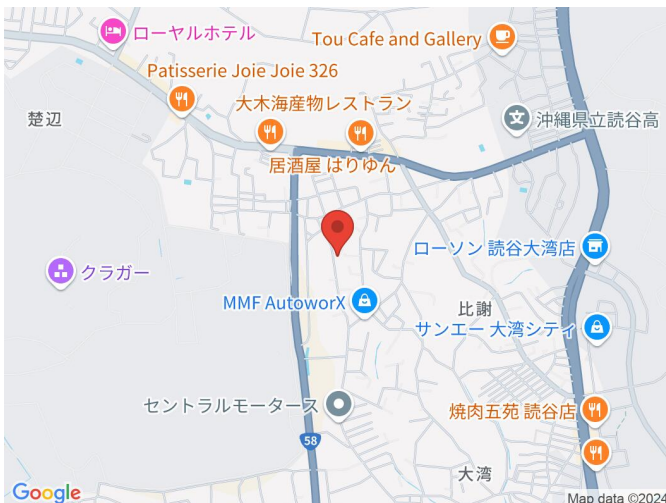 ローヤルホテル
Tou Cafe and Gallery
Patisserie Joie Joie 326
大木海産物レストラン
楚辺
文
沖縄県立読谷高
居酒屋 はりゆん
ローソン 読谷大湾店
クラガー
MMF AutoworX
比謝
サンエー 大湾シティ
セントラルモータース
焼肉五苑 読谷店
58
大湾
Google
Map data ©2024